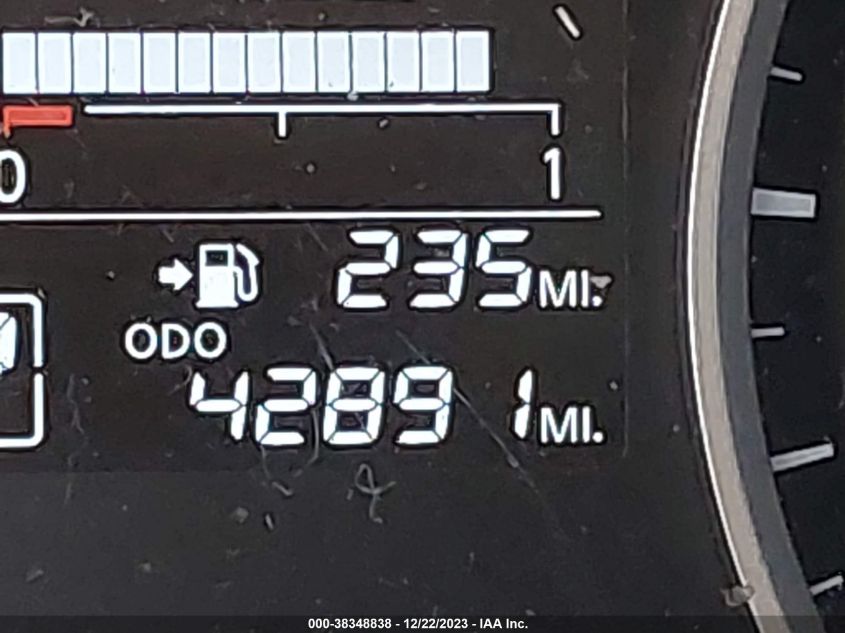 0 1
235 MI.
ODO
42891 MI.
000-38348838 - 12/22/2023 - IAA Inc.